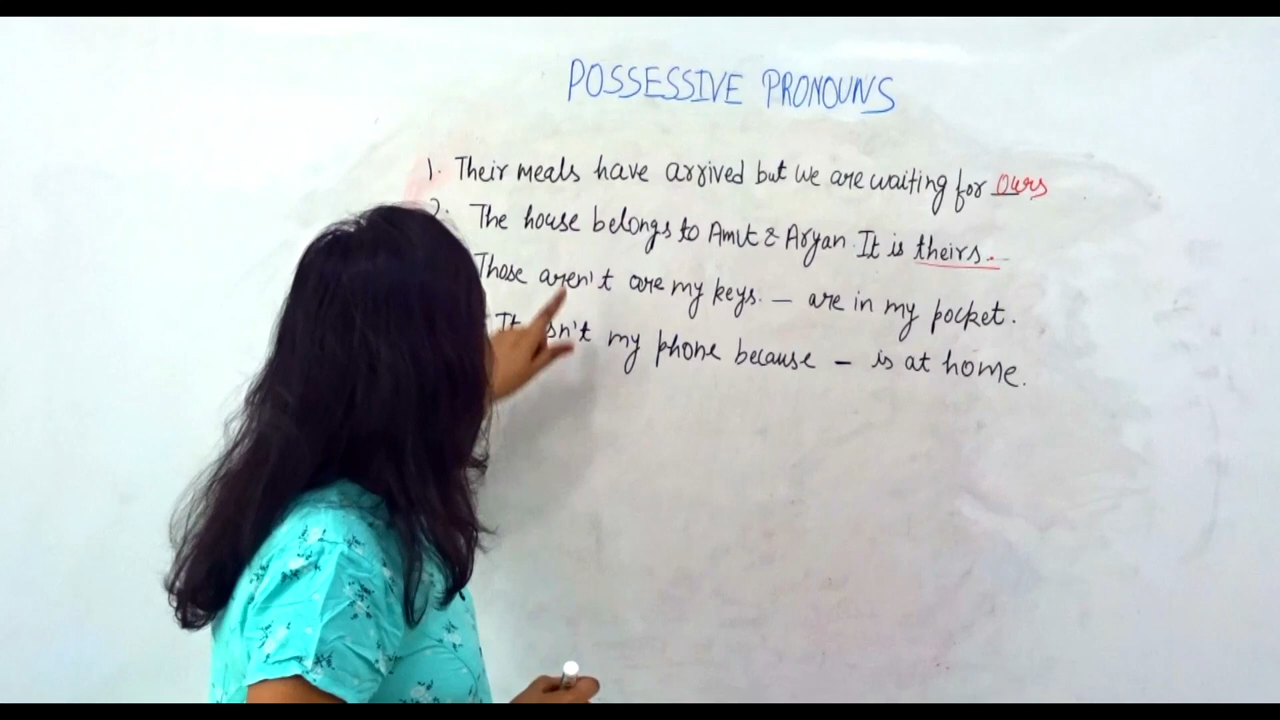 POSSESSIVE PRONOUNS
1. Their meals have arrived but we are waiting for ours
2. The house belongs to Amit & Aryan. It is theirs.
Those aren't are my keys. — are in my pocket.
It isn't my phone because — is at home.